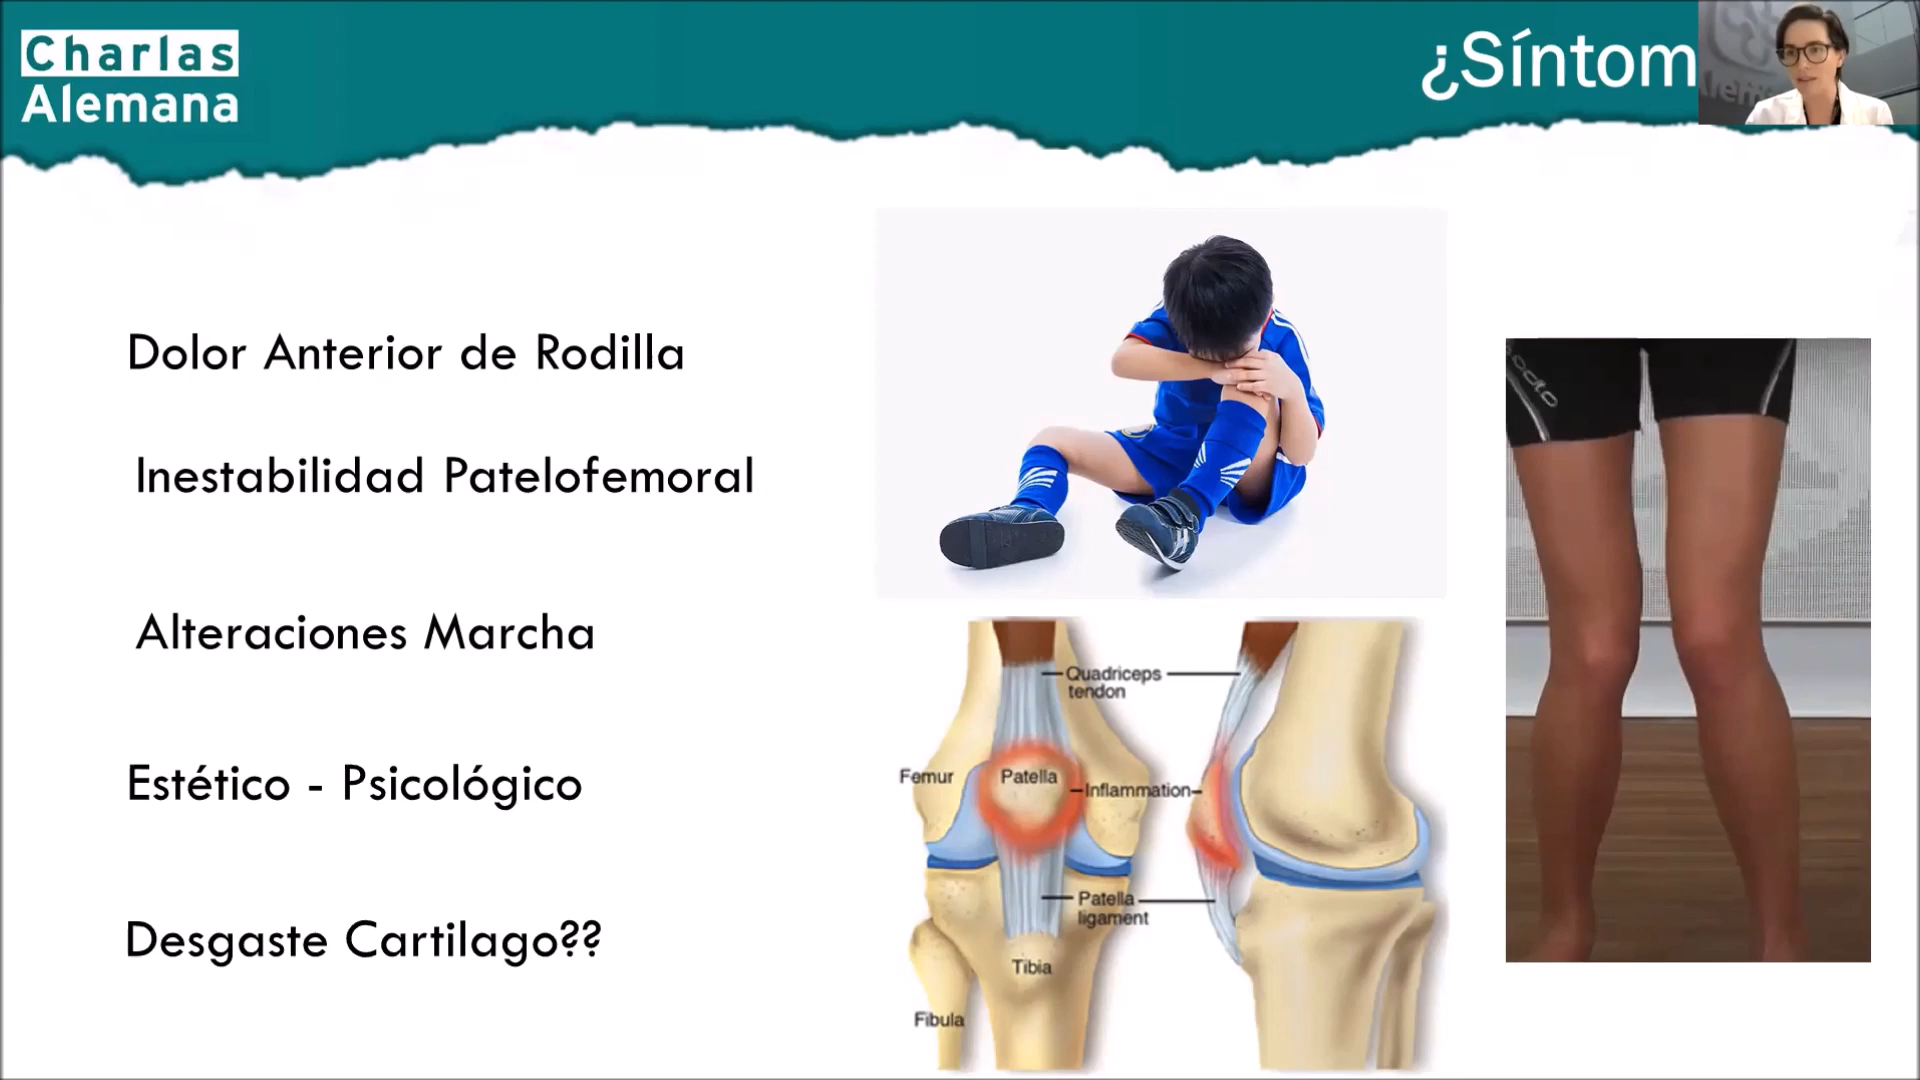 Charlas
Alemana
¿Síntom
Dolor Anterior de Rodilla
Inestabilidad Patelofemoral
Alteraciones Marcha
Estético - Psicológico
Desgaste Cartilago??
Quadriceps
tendon
Femur
Patella
Inflammation
Patella
ligament
Tibia
Fibula